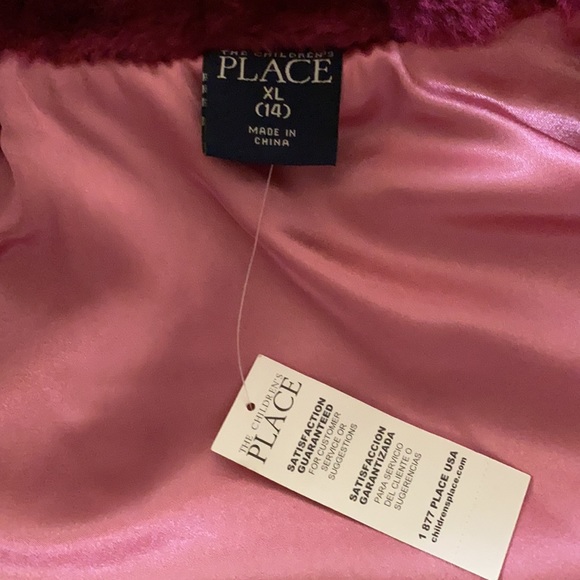 THE CHILDREN'S
PLACE
XL
(14)
MADE IN
CHINA
THE CHILDREN'S
PLACE
SATISFACTION
GUARANTEED
FOR CUSTOMER
SERVICE OR
SUGGESTIONS
SATISFACCION
GARANTIZADA
PARA SERVICIO
DEL CLIENTE O
SUGERENCIAS
1 877 PLACE USA
childrensplace.com